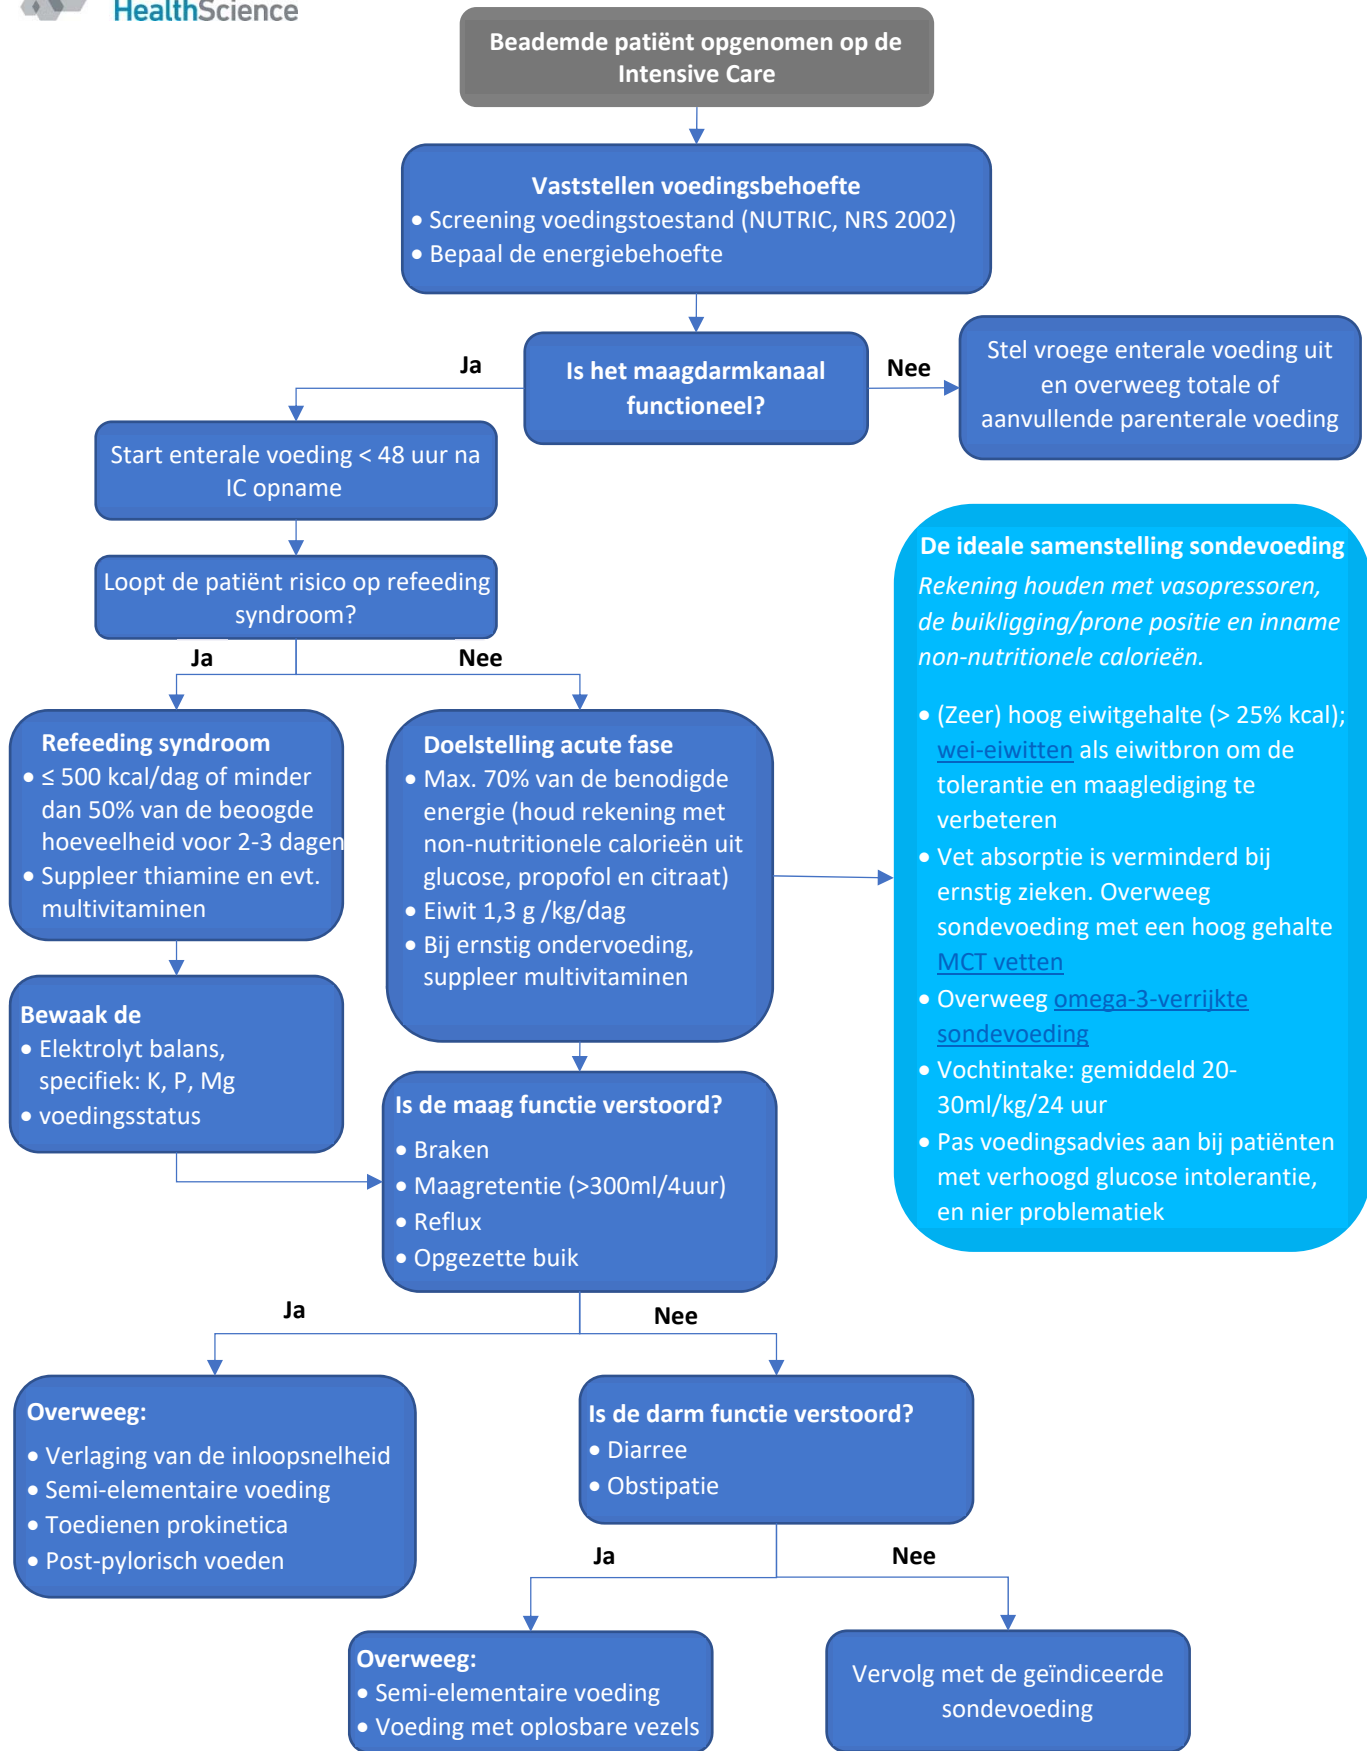 HealthScience
Beademde patiënt opgenomen op de
Intensive Care
Vaststellen voedingsbehoefte
• Screening voedingstoestand (NUTRIC, NRS 2002)
• Bepaal de energiebehoefte
Ja
Is het maagdarmkanaal
functioneel?
Nee
Stel vroege enterale voeding uit
en overweeg totale of
aanvullende parenterale voeding
Start enterale voeding < 48 uur na
IC opname
Loopt de patiënt risico op refeeding
syndroom?
Ja
Nee
Refeeding syndroom
• ≤ 500 kcal/dag of minder
dan 50% van de beoogde
hoeveelheid voor 2-3 dagen
• Suppleer thiamine en evt.
multivitaminen
Doelstelling acute fase
• Max. 70% van de benodigde
energie (houd rekening met
non-nutritionele calorieën uit
glucose, propofol en citraat)
• Eiwit 1,3 g /kg/dag
• Bij ernstig ondervoeding,
suppleer multivitaminen
De ideale samenstelling sondevoeding
Rekening houden met vasopressoren,
de buikligging/prone positie en inname
non-nutritionele calorieën.
• (Zeer) hoog eiwitgehalte (> 25% kcal);
wei-eiwitten als eiwitbron om de
tolerantie en maaglediging te
verbeteren
• Vet absorptie is verminderd bij
ernstig zieken. Overweeg
sondevoeding met een hoog gehalte
MCT vetten
• Overweeg omega-3-verrijkte
sondevoeding
• Vochtintake: gemiddeld 20-
30ml/kg/24 uur
• Pas voedingsadvies aan bij patiënten
met verhoogd glucose intolerantie,
en nier problematiek
Bewaak de
• Elektrolyt balans,
specifiek: K, P, Mg
• voedingsstatus
Is de maag functie verstoord?
• Braken
• Maagretentie (>300ml/4uur)
• Reflux
• Opgezette buik
Ja
Nee
Overweeg:
• Verlaging van de inloopsnelheid
• Semi-elementaire voeding
• Toedienen prokinetica
• Post-pylorisch voeden
Is de darm functie verstoord?
• Diarree
• Obstipatie
Ja
Nee
Overweeg:
• Semi-elementaire voeding
• Voeding met oplosbare vezels
Vervolg met de geïndiceerde
sondevoeding